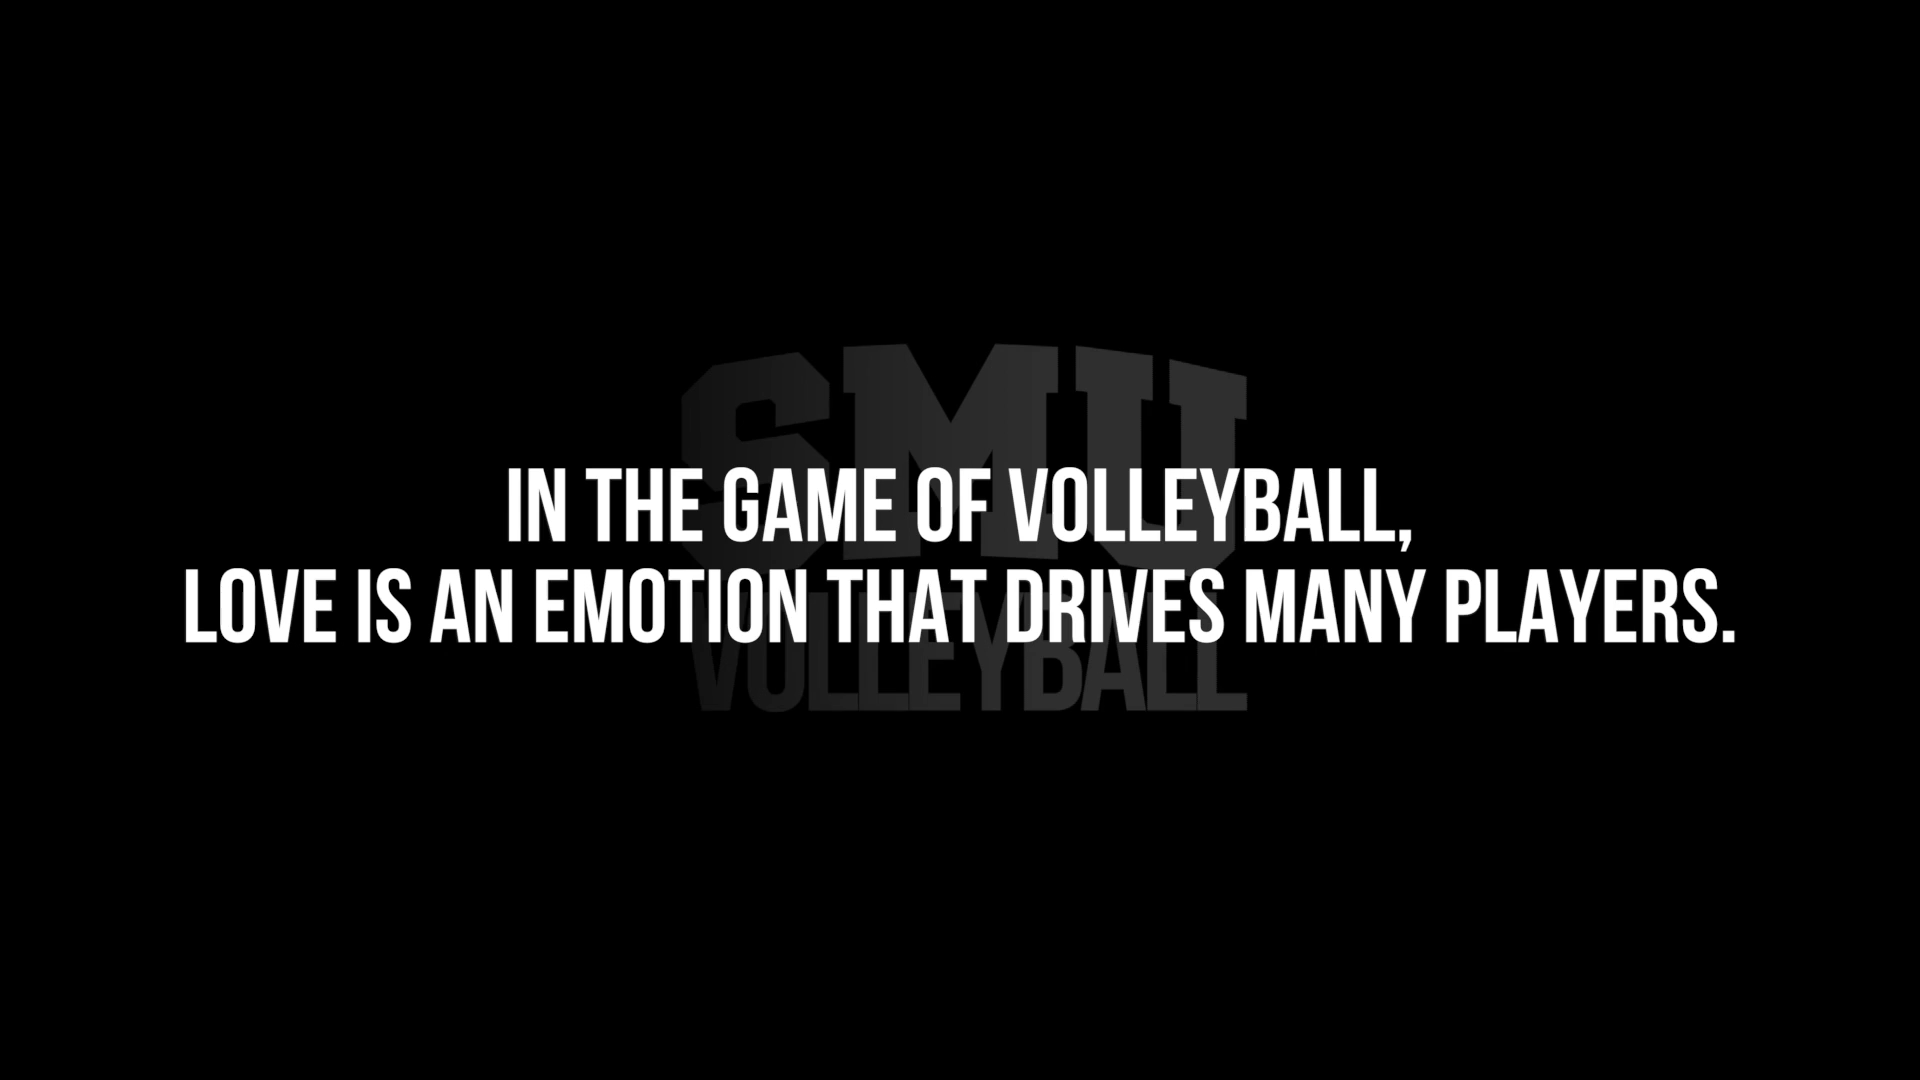 SMU
IN THE GAME OF VOLLEYBALL,
LOVE IS AN EMOTION THAT DRIVES MANY PLAYERS.
VOLLEYBALL